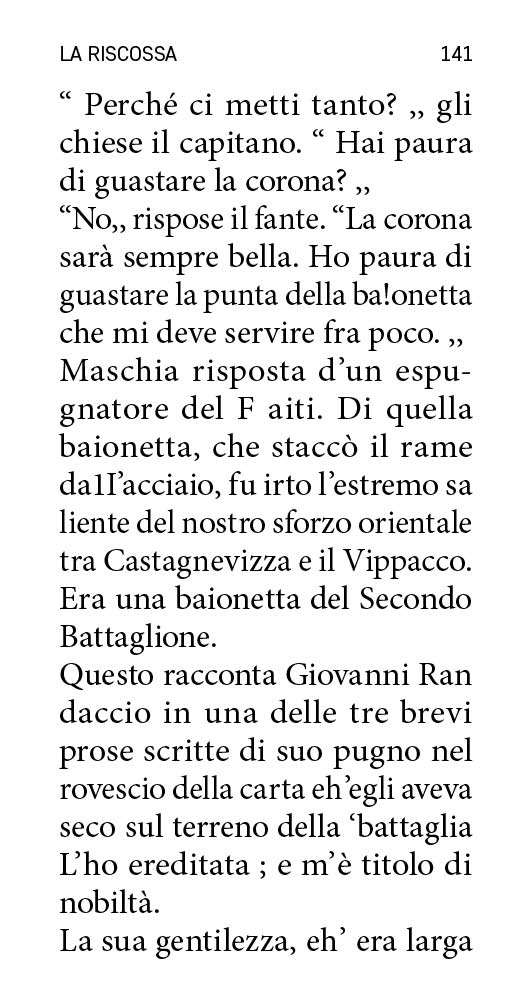 LA RISCOSSA 141
“ Perché ci metti tanto? ,, gli
chiese il capitano. “ Hai paura
di guastare la corona? ,,
“No,, rispose il fante. “La corona
sarà sempre bella. Ho paura di
guastare la punta della ba!onetta
che mi deve servire fra poco. ,,
Maschia risposta d’un espu-
gnatore del F aiti. Di quella
baionetta, che staccò il rame
da1I’acciaio, fu irto l’estremo sa
liente del nostro sforzo orientale
tra Castagnevizza e il Vippacco.
Era una baionetta del Secondo
Battaglione.
Questo racconta Giovanni Ran
daccio in una delle tre brevi
prose scritte di suo pugno nel
rovescio della carta eh’egli aveva
seco sul terreno della ‘battaglia
L’ho ereditata ; e m’è titolo di
nobiltà.
La sua gentilezza, eh’ era larga